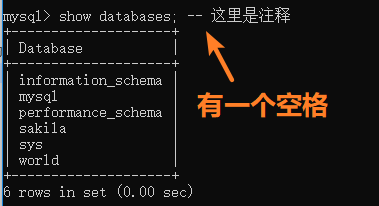 mysql> show databases; -- 这里是注释
+--------------------+
| Database           |
+--------------------+
| information_schema |
| mysql              |
| performance_schema |
| sakila             |
| sys                |
| world              |
+--------------------+
6 rows in set (0.00 sec)
有一个空格